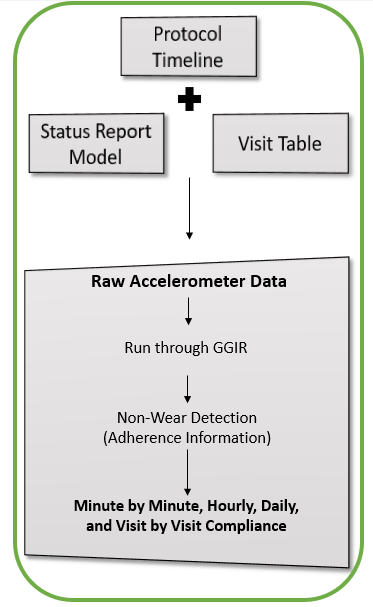 Protocol
Timeline
Status Report
Model
Visit Table
Raw Accelerometer Data
Run through GGIR
Non-Wear Detection
(Adherence Information)
Minute by Minute, Hourly, Daily,
and Visit by Visit Compliance